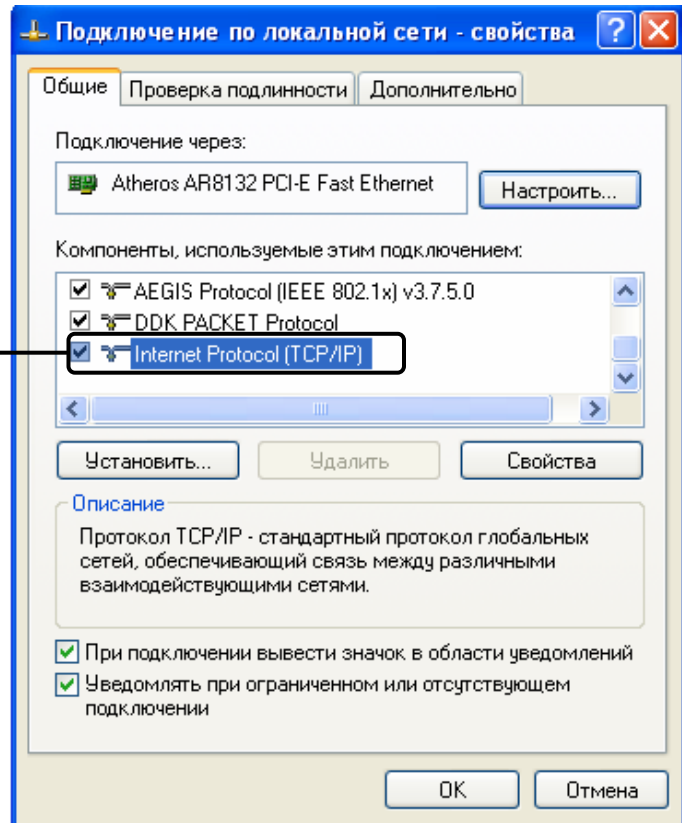 Подключение по локальной сети - свойства
Общие
Проверка подлинности
Дополнительно
Подключение через:
Atheros AR8132 PCI-E Fast Ethernet
Настроить...
Компоненты, используемые этим подключением:
AEGIS Protocol (IEEE 802.1x) v3.7.5.0
DDK PACKET Protocol
Internet Protocol (TCP/IP)
Установить...
Удалить
Свойства
Описание
Протокол TCP/IP - стандартный протокол глобальных
сетей, обеспечивающий связь между различными
взаимодействующими сетями.
При подключении вывести значок в области уведомлений
Уведомлять при ограниченном или отсутствующем
подключении
OK
Отмена